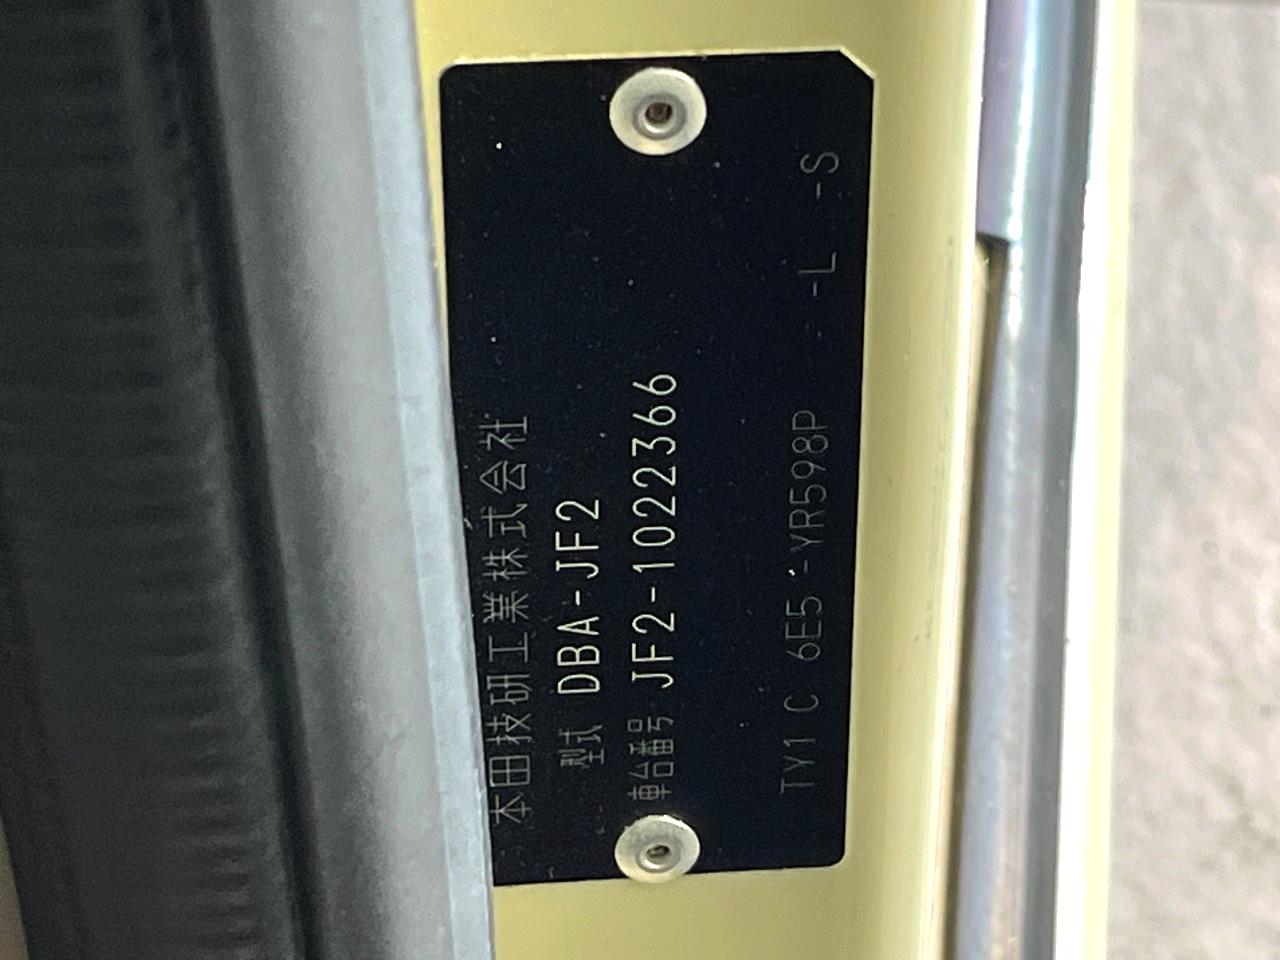 本田技研工業株式会社
型式 DBA-JF2
車台番号 JF2-1022366
TY1C 6E5-YR598P -L -S